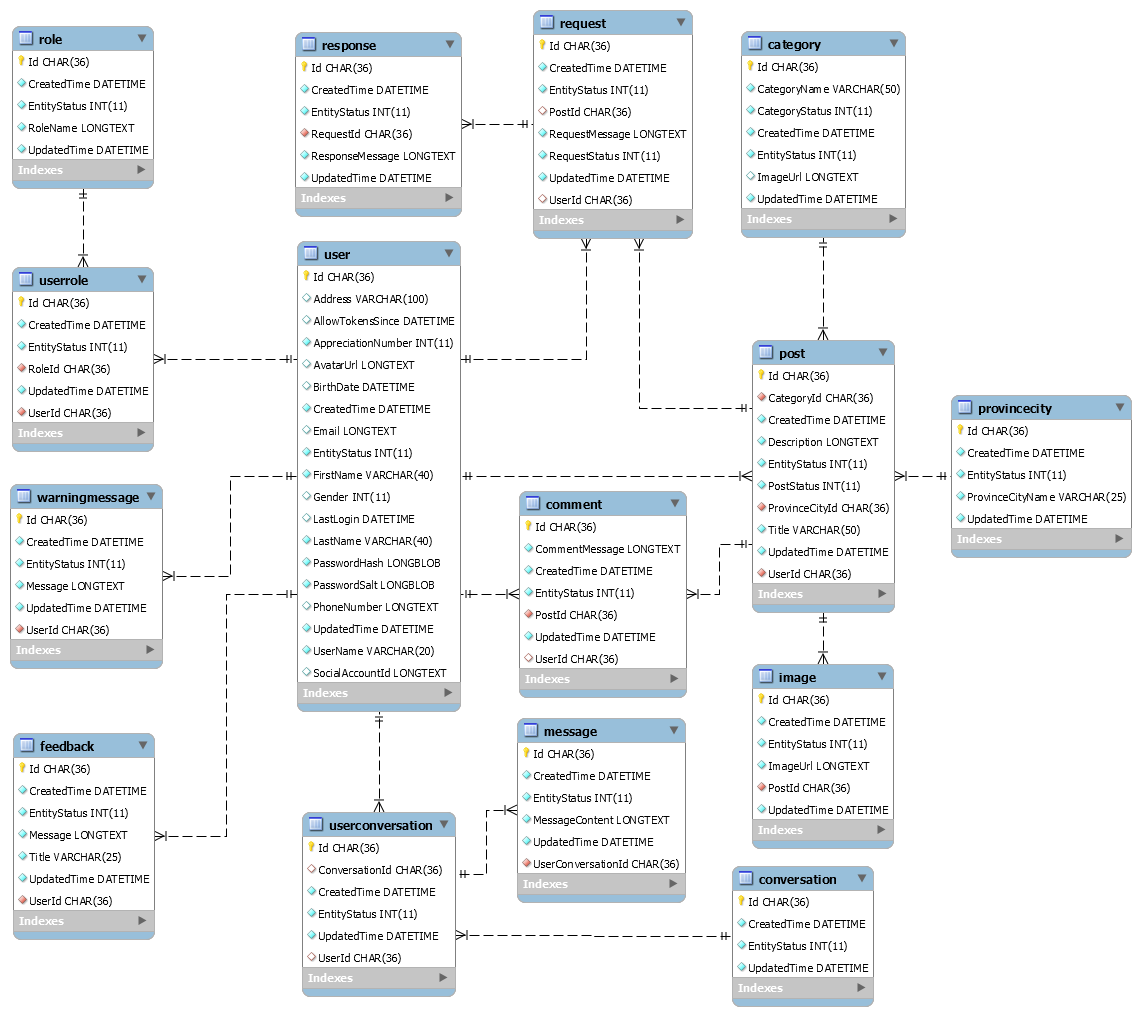 role
Id CHAR(36)
CreatedTime DATETIME
EntityStatus INT(11)
RoleName LONGTEXT
UpdatedTime DATETIME
Indexes
response
Id CHAR(36)
CreatedTime DATETIME
EntityStatus INT(11)
RequestId CHAR(36)
ResponseMessage LONGTEXT
UpdatedTime DATETIME
Indexes
request
Id CHAR(36)
CreatedTime DATETIME
EntityStatus INT(11)
PostId CHAR(36)
RequestMessage LONGTEXT
RequestStatus INT(11)
UpdatedTime DATETIME
UserId CHAR(36)
Indexes
category
Id CHAR(36)
CategoryName VARCHAR(50)
CategoryStatus INT(11)
CreatedTime DATETIME
EntityStatus INT(11)
ImageUrl LONGTEXT
UpdatedTime DATETIME
Indexes
userrole
Id CHAR(36)
CreatedTime DATETIME
EntityStatus INT(11)
RoleId CHAR(36)
UpdatedTime DATETIME
UserId CHAR(36)
Indexes
user
Id CHAR(36)
Address VARCHAR(100)
AllowTokensSince DATETIME
AppreciationNumber INT(11)
AvatarUrl LONGTEXT
BirthDate DATETIME
CreatedTime DATETIME
Email LONGTEXT
EntityStatus INT(11)
FirstName VARCHAR(40)
Gender INT(11)
LastLogin DATETIME
LastName VARCHAR(40)
PasswordHash LONGBLOB
PasswordSalt LONGBLOB
PhoneNumber LONGTEXT
UpdatedTime DATETIME
UserName VARCHAR(20)
SocialAccountId LONGTEXT
Indexes
post
Id CHAR(36)
CategoryId CHAR(36)
CreatedTime DATETIME
Description LONGTEXT
EntityStatus INT(11)
PostStatus INT(11)
ProvinceCityId CHAR(36)
Title VARCHAR(50)
UpdatedTime DATETIME
UserId CHAR(36)
Indexes
provincecity
Id CHAR(36)
CreatedTime DATETIME
EntityStatus INT(11)
ProvinceCityName VARCHAR(25)
UpdatedTime DATETIME
Indexes
warningmessage
Id CHAR(36)
CreatedTime DATETIME
EntityStatus INT(11)
Message LONGTEXT
UpdatedTime DATETIME
UserId CHAR(36)
Indexes
comment
Id CHAR(36)
CommentMessage LONGTEXT
CreatedTime DATETIME
EntityStatus INT(11)
PostId CHAR(36)
UpdatedTime DATETIME
UserId CHAR(36)
Indexes
image
Id CHAR(36)
CreatedTime DATETIME
EntityStatus INT(11)
ImageUrl LONGTEXT
PostId CHAR(36)
UpdatedTime DATETIME
Indexes
feedback
Id CHAR(36)
CreatedTime DATETIME
EntityStatus INT(11)
Message LONGTEXT
Title VARCHAR(25)
UpdatedTime DATETIME
UserId CHAR(36)
Indexes
message
Id CHAR(36)
CreatedTime DATETIME
EntityStatus INT(11)
MessageContent LONGTEXT
UpdatedTime DATETIME
UserConversationId CHAR(36)
Indexes
userconversation
Id CHAR(36)
ConversationId CHAR(36)
CreatedTime DATETIME
EntityStatus INT(11)
UpdatedTime DATETIME
UserId CHAR(36)
Indexes
conversation
Id CHAR(36)
CreatedTime DATETIME
EntityStatus INT(11)
UpdatedTime DATETIME
Indexes